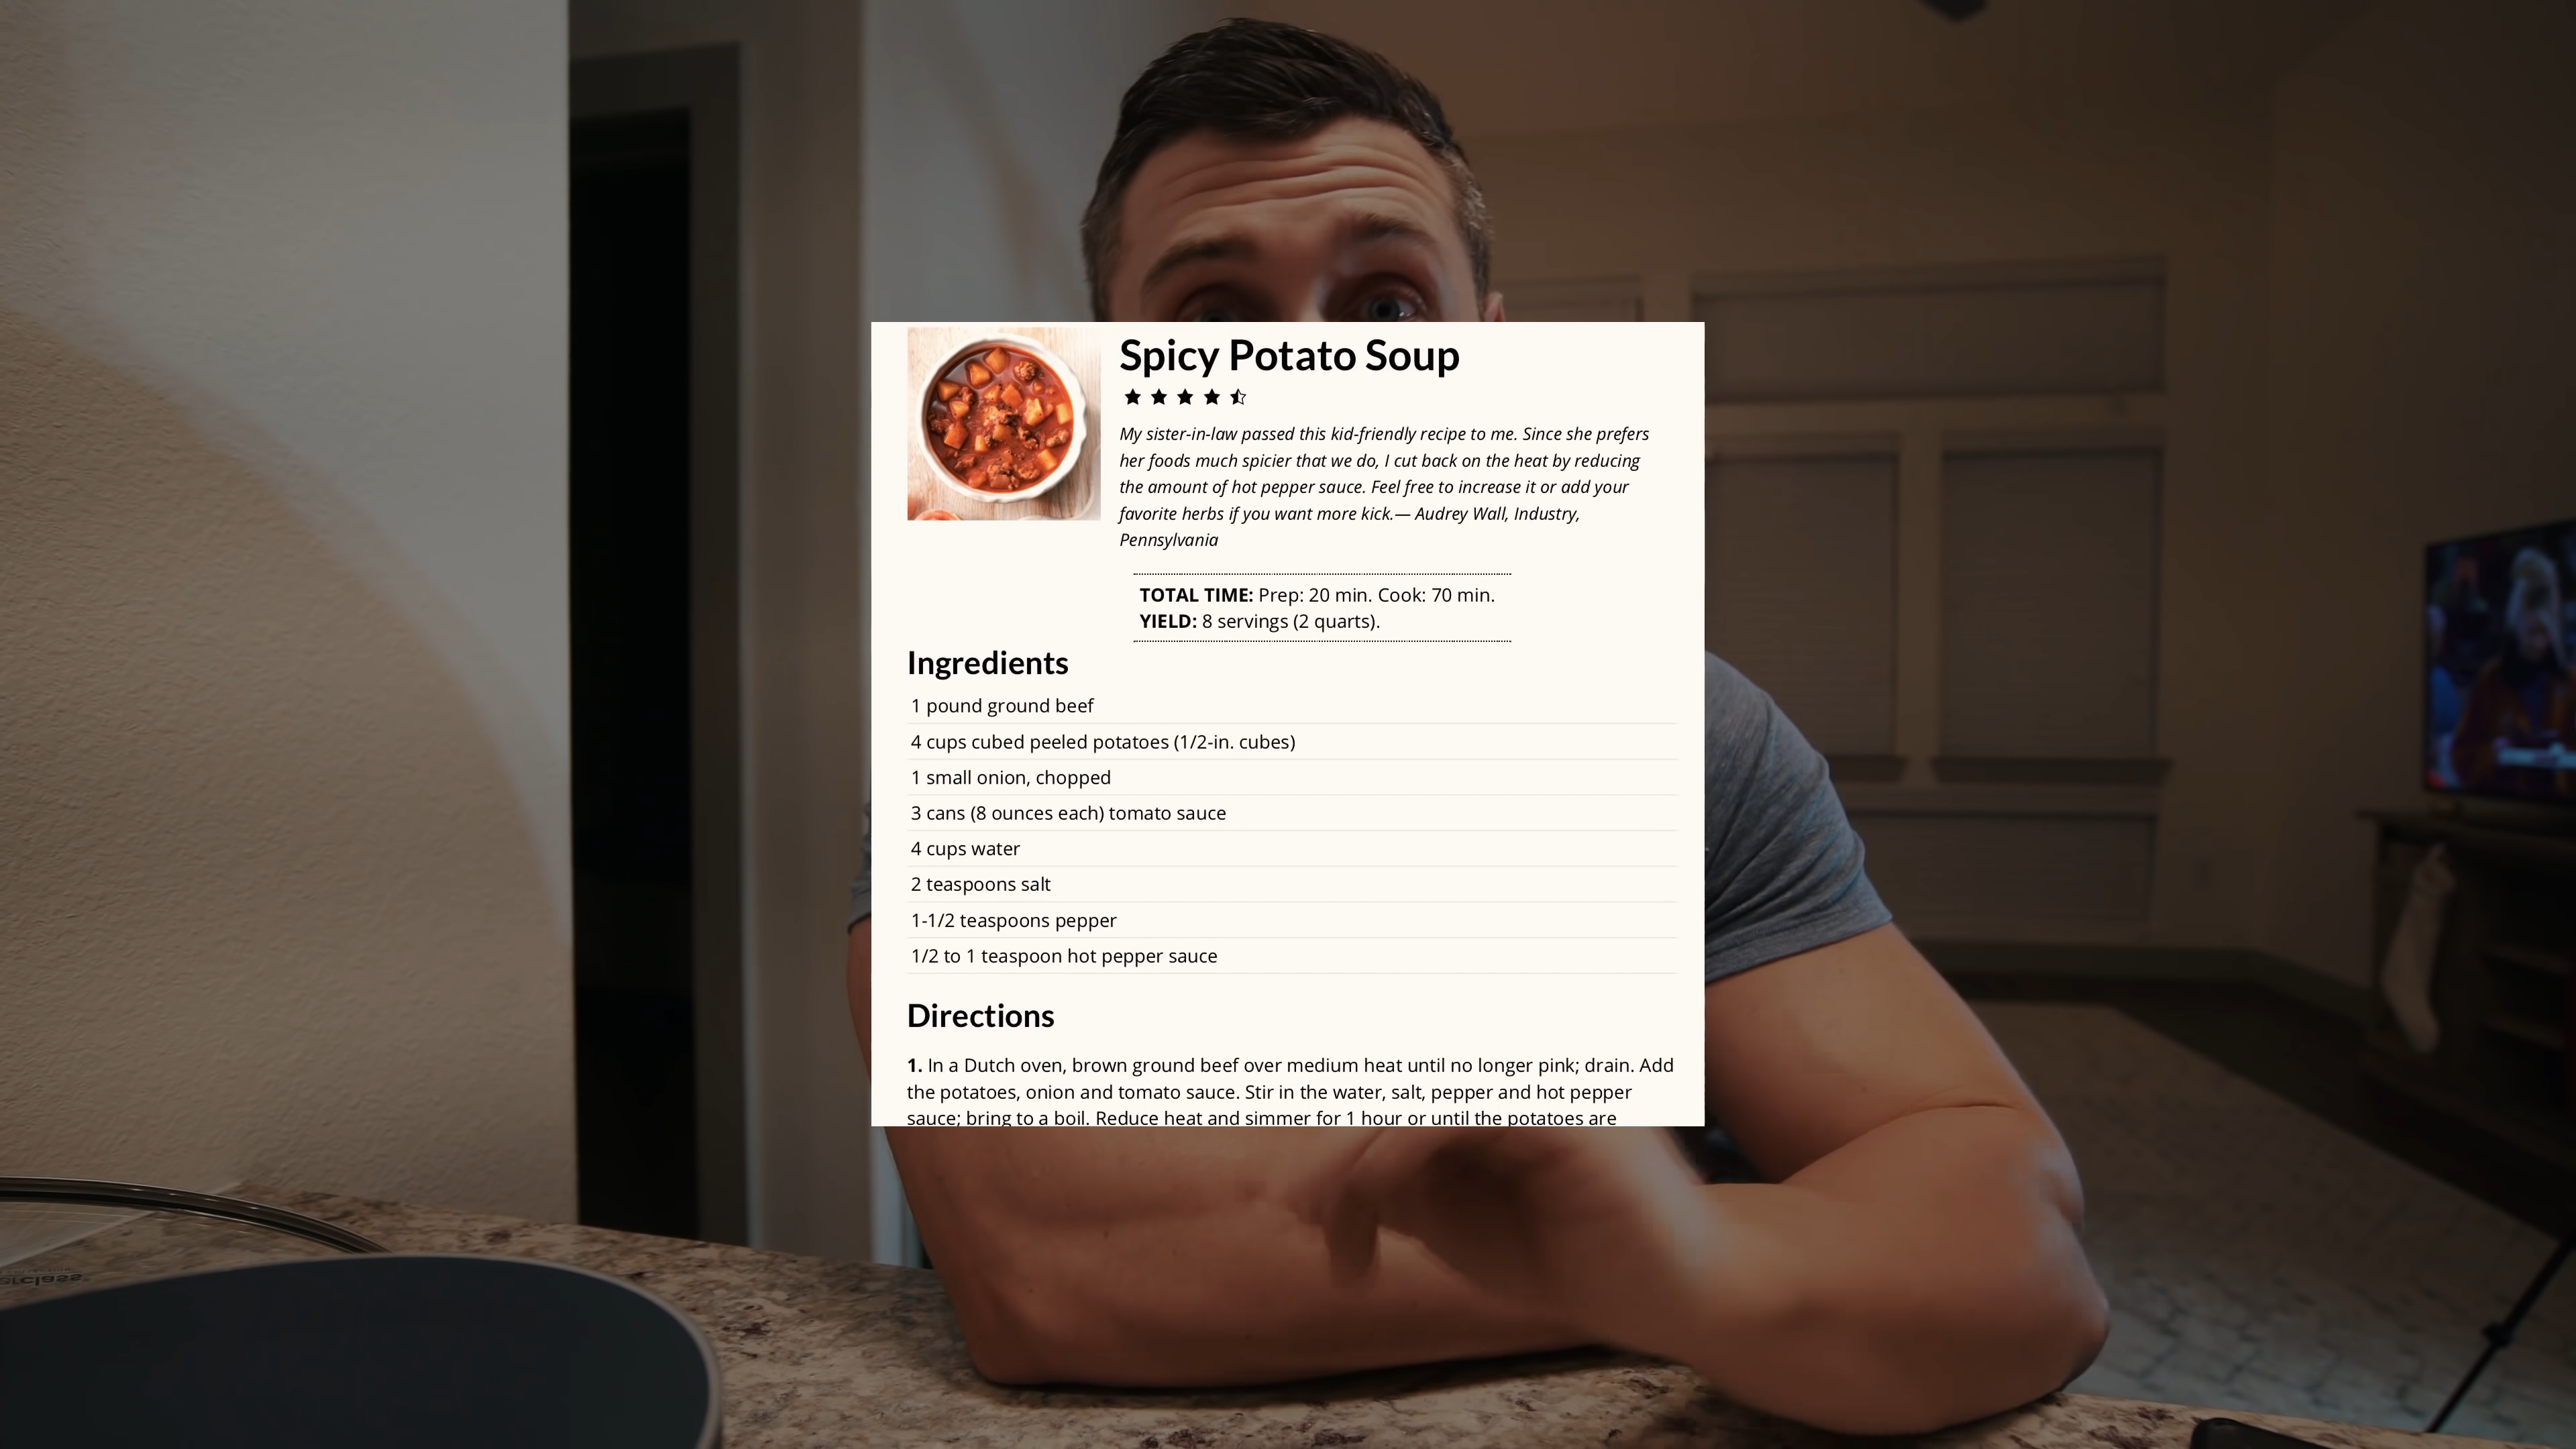 Spicy Potato Soup
My sister-in-law passed this kid-friendly recipe to me. Since she prefers
her foods much spicier that we do, I cut back on the heat by reducing
the amount of hot pepper sauce. Feel free to increase it or add your
favorite herbs if you want more kick.— Audrey Wall, Industry,
Pennsylvania
TOTAL TIME: Prep: 20 min. Cook: 70 min.
YIELD: 8 servings (2 quarts).
Ingredients
1 pound ground beef
4 cups cubed peeled potatoes (1/2-in. cubes)
1 small onion, chopped
3 cans (8 ounces each) tomato sauce
4 cups water
2 teaspoons salt
1-1/2 teaspoons pepper
1/2 to 1 teaspoon hot pepper sauce
Directions
1. In a Dutch oven, brown ground beef over medium heat until no longer pink; drain. Add
the potatoes, onion and tomato sauce. Stir in the water, salt, pepper and hot pepper
sauce; bring to a boil. Reduce heat and simmer for 1 hour or until the potatoes are